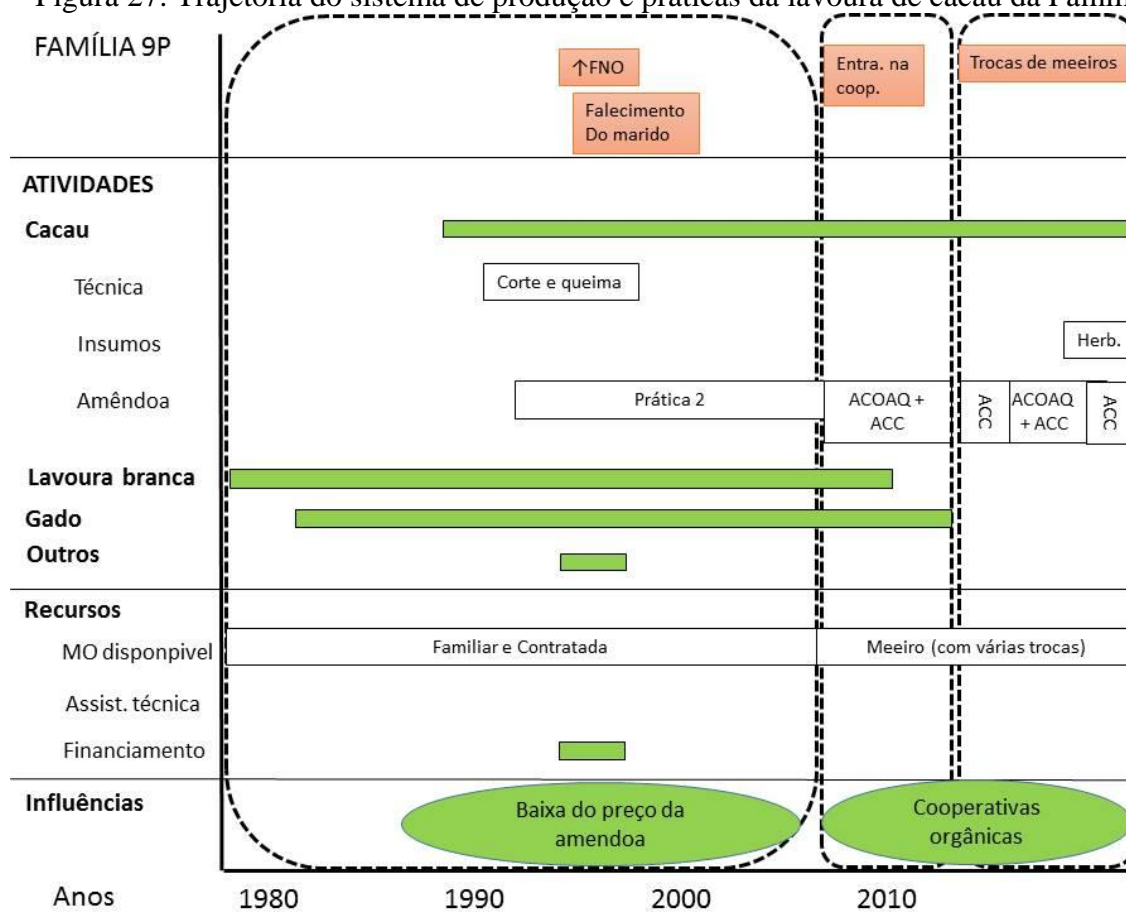 Figura 27: Trajetória do sistema de produção e práticas da lavoura de cacau da Famíli
FAMÍLIA 9P
↑FNO
Falecimento
Do marido
Entra. na
coop.
Trocas de meeiros
ATIVIDADES
Cacau
Técnica
Corte e queima
Insumos
Herb.
Amêndoa
Prática 2
ACOAQ +
ACC
ACC
ACOAQ
+ ACC
ACC
Lavoura branca
Gado
Outros
Recursos
MO disponpivel
Familiar e Contratada
Meeiro (com várias trocas)
Assist. técnica
Financiamento
Influências
Baixa do preço da
amendoa
Cooperativas
orgânicas
Anos
1980
1990
2000
2010